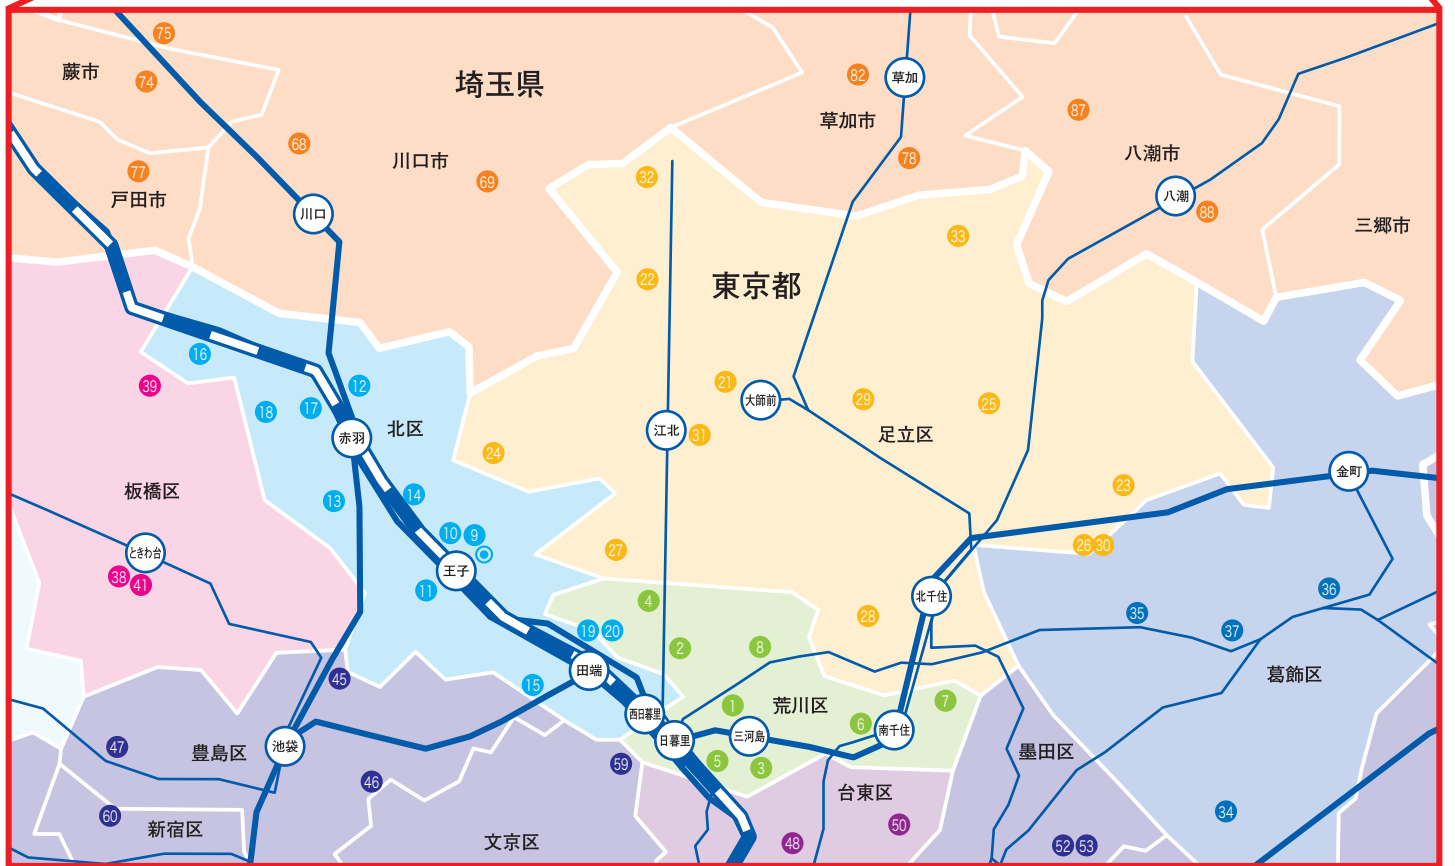 75
蕨市
74
埼玉県
82
草加
草加市
87
68
川口市
八潮市
77
戸田市
69
78
32
八潮
88
川口
三郷市
33
22
東京都
16
39
12
21
大師前
29
25
18
17
北区
赤羽
江北
31
足立区
24
金町
板橋区
13
14
23
10
9
26
30
ときわ台
27
38
41
王子
11
36
北千住
4
28
35
19
20
37
2
8
葛飾区
田端
45
15
1
荒川区
7
西日暮里
6
南千住
47
豊島区
池袋
日暮里
三河島
墨田区
59
5
3
46
台東区
60
新宿区
50
34
文京区
48
52
53